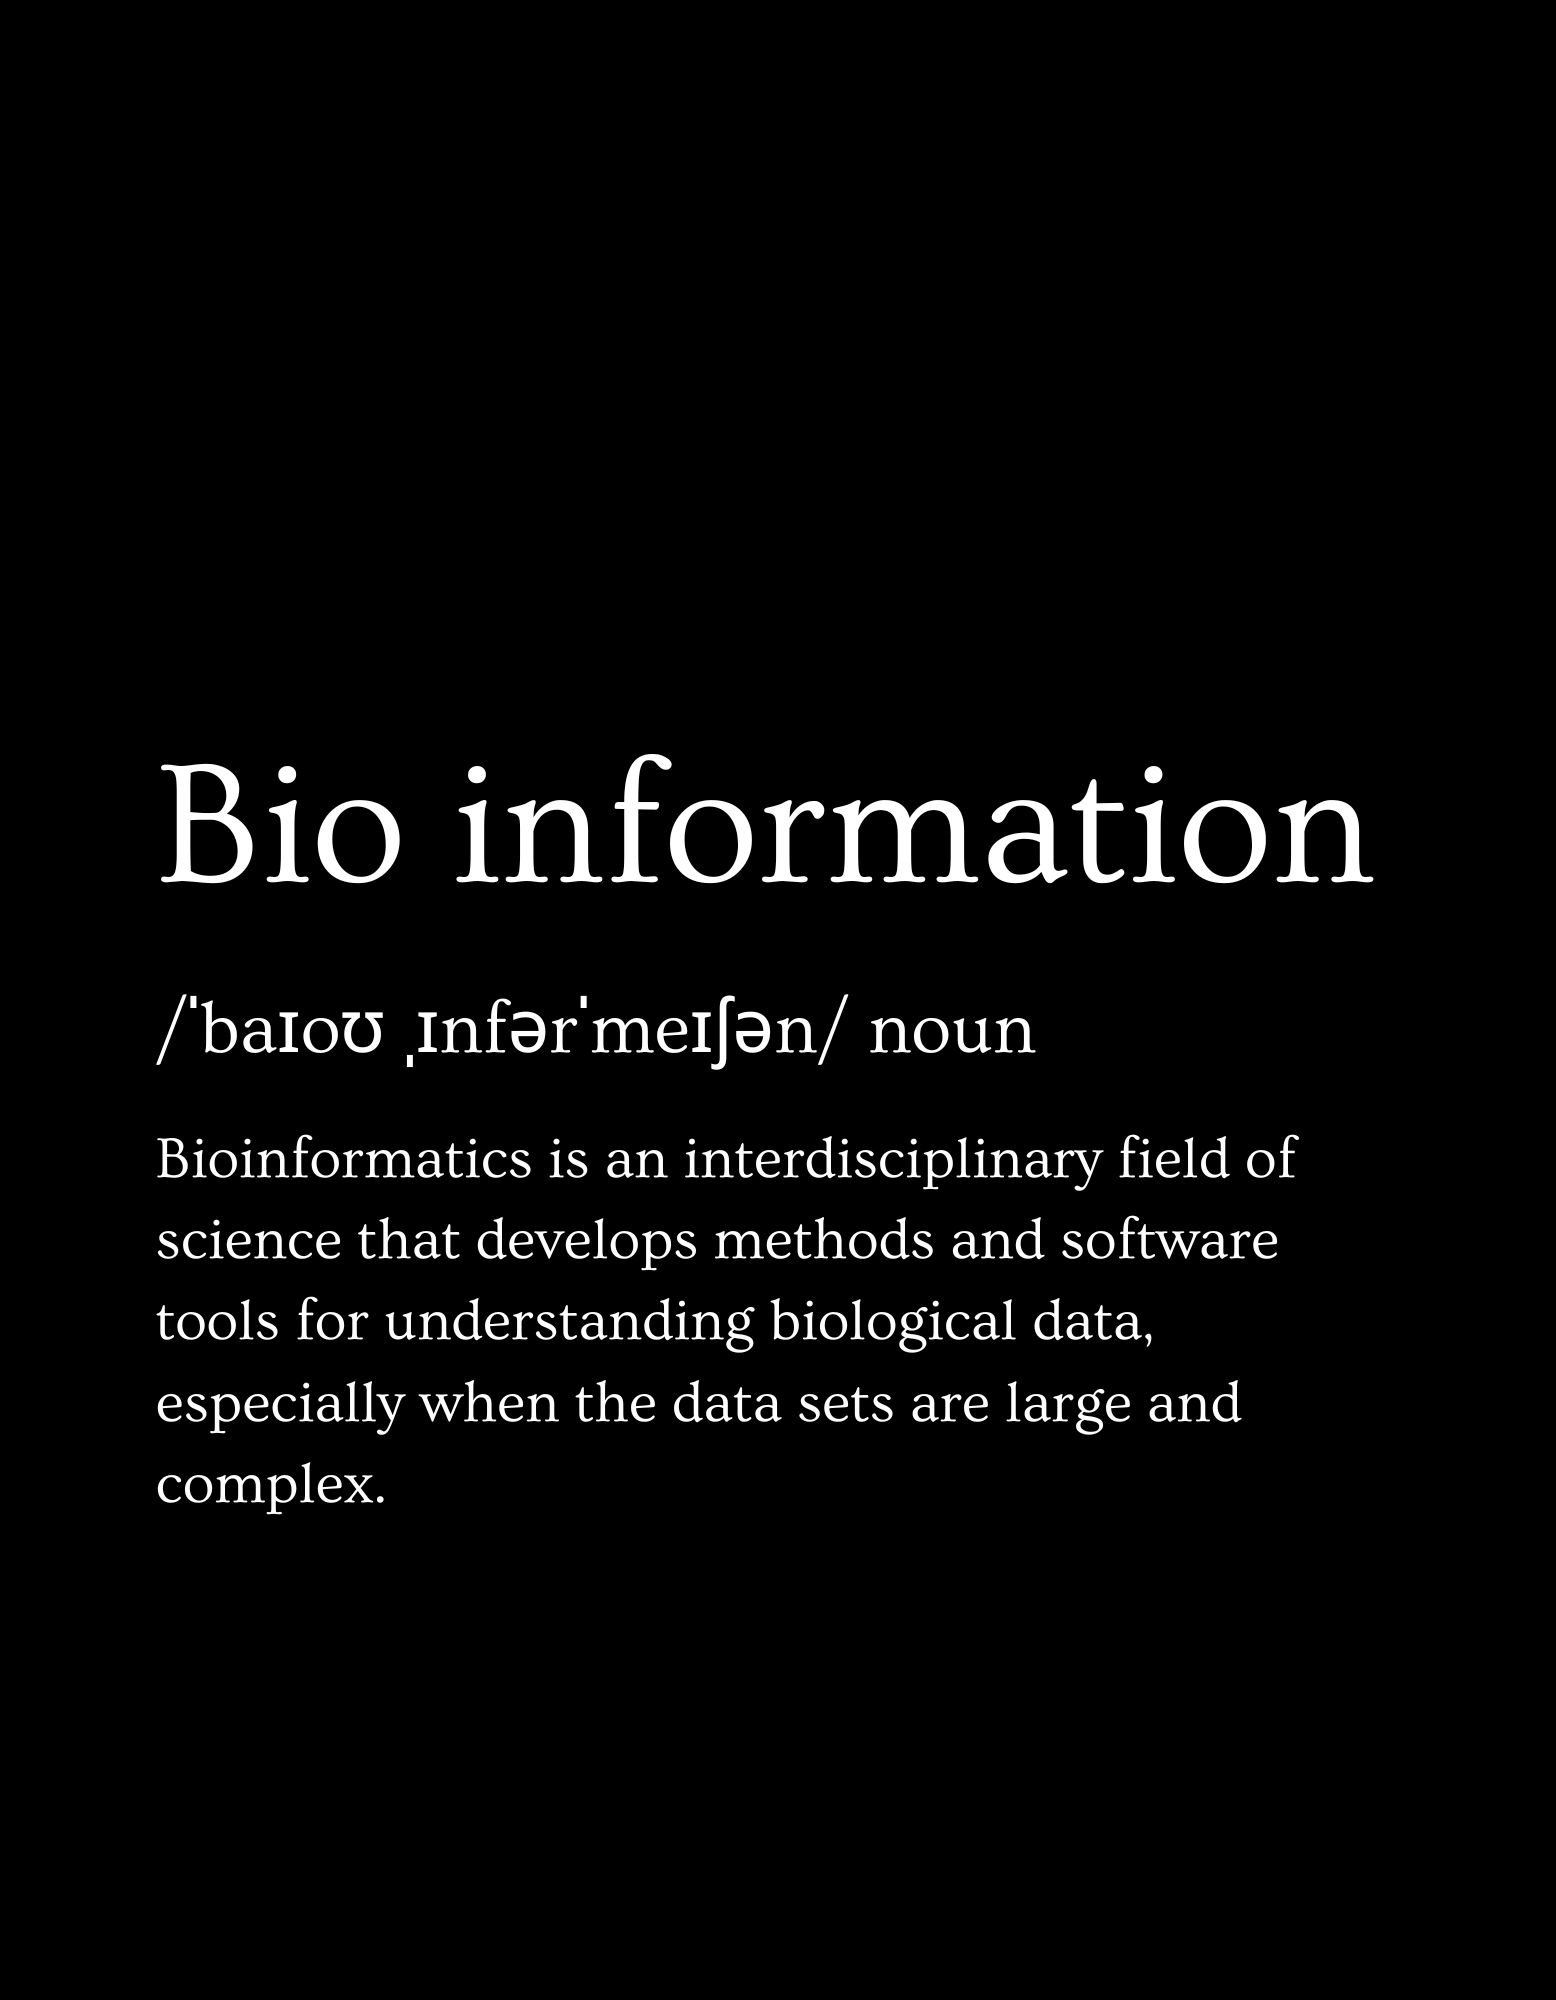 Bio information
/ˈbaɪoʊ ˌɪnfərˈmeɪʃən/ noun
Bioinformatics is an interdisciplinary field of
science that develops methods and software
tools for understanding biological data,
especially when the data sets are large and
complex.